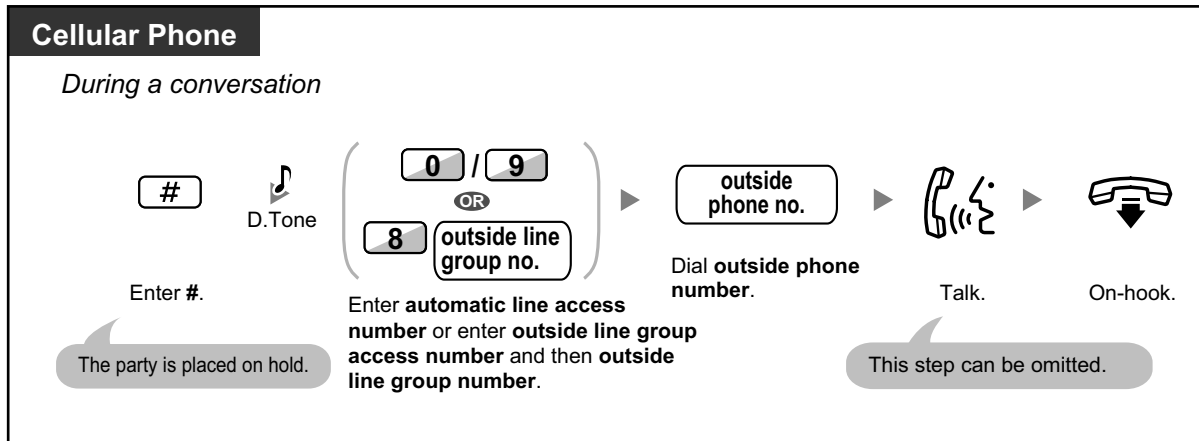 Cellular Phone
During a conversation
#
D.Tone
0 / 9
OR
8 outside line
group no.
outside
phone no.
Enter #.
The party is placed on hold.
Enter automatic line access
number or enter outside line group
access number and then outside
line group number.
Dial outside phone
number.
Talk.
This step can be omitted.
On-hook.